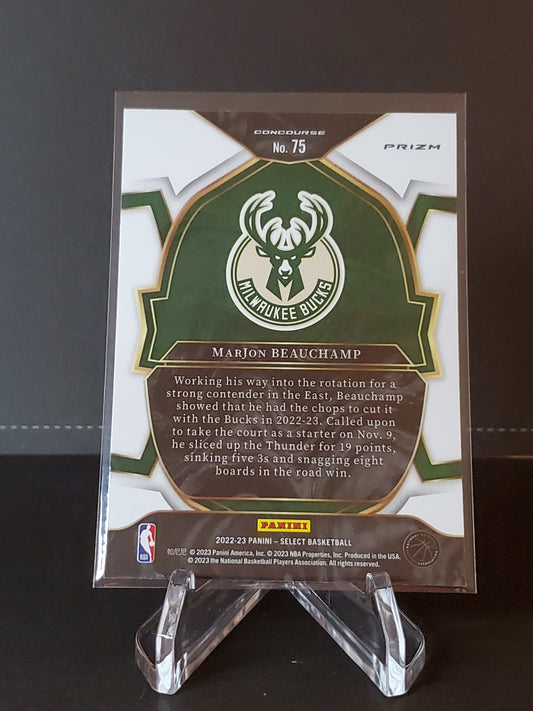 CONCOURSE
No. 75
PRIZM
MILWAUKEE BUCKS
MARJON BEAUCHAMP
Working his way into the rotation for a
strong contender in the East, Beauchamp
showed that he had the chops to cut it
with the Bucks in 2022-23. Called upon
to take the court as a starter on Nov. 9,
he sliced up the Thunder for 19 points,
sinking five 3s and snagging eight
boards in the road win.
PANINI
2022-23 PANINI – SELECT BASKETBALL
帕尼尼 © 2023 Panini America, Inc. © 2023 NBA Properties, Inc. Produced in the USA.
© 2023 the National Basketball Players Association. All rights reserved.
NBA